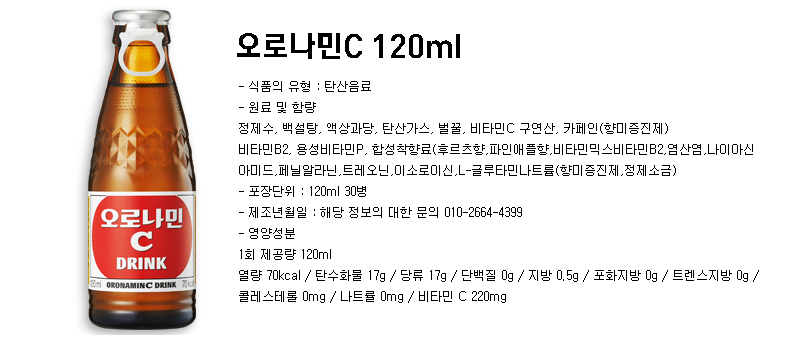 오로나민C 120ml
- 식품의 유형 : 탄산음료
- 원료 및 함량
정제수, 백설탕, 액상과당, 탄산가스, 벌꿀, 비타민C 구연산, 카페인(향미증진제)
비타민B2, 용성비타민P, 합성착향료(후르츠향,파인애플향,비타민믹스비타민B2,염산염,나이아신
아미드,페닐알라닌,트레오닌,이소로이신,L-글루타민나트륨(향미증진제,정제소금)
- 포장단위 : 120ml 30병
- 제조년월일 : 해당 정보의 대한 문의 010-2664-4399
- 영양성분
1회 제공량 120ml
열량 70kcal / 탄수화물 17g / 당류 17g / 단백질 0g / 지방 0,5g / 포화지방 0g / 트렌스지방 0g /
콜레스테롤 0mg / 나트륨 0mg / 비타민 C 220mg
오로나민
C
DRINK
120ml ORONAMIN C DRINK 70kcal